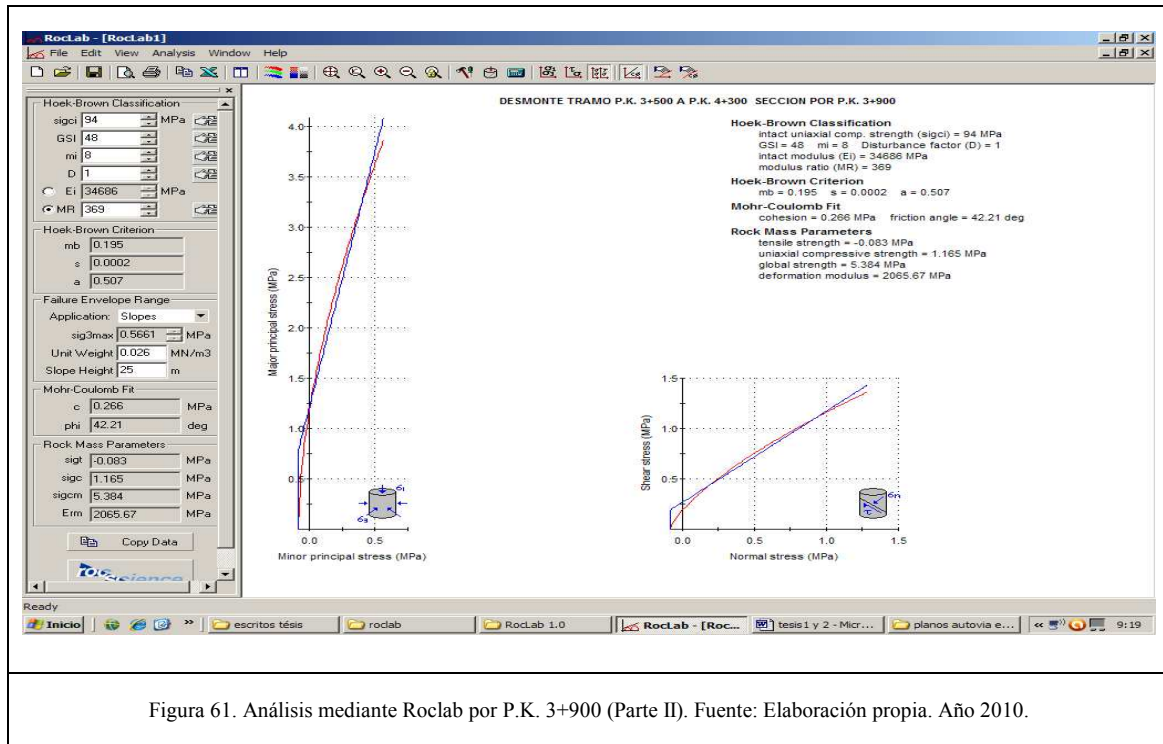 RocLab - [RocLab1]
File Edit View Analysis Window Help
Hoek-Brown Classification
sigci 94 MPa
GSI 48
mi 8
D 1
Ei 34686 MPa
MR 369
Hoek-Brown Criterion
mb 0.195
s 0.0002
a 0.507
Failure Envelope Range
Application: Slopes
sig3max 0.5661 MPa
Unit Weight 0.026 MN/m3
Slope Height 25 m
Mohr-Coulomb Fit
c 0.266 MPa
phi 42.21 deg
Rock Mass Parameters
sigt -0.083 MPa
sigc 1.165 MPa
sigcm 5.384 MPa
Erm 2065.67 MPa
Copy Data
DESMONTE TRAMO P.K. 3+500 A P.K. 4+300 SECCION POR P.K. 3+900
Hoek-Brown Classification
intact uniaxial comp. strength (sigci) = 94 MPa
GSI = 48 mi = 8 Disturbance factor (D) = 1
intact modulus (Ei) = 34686 MPa
modulus ratio (MR) = 369
Hoek-Brown Criterion
mb = 0.195 s = 0.0002 a = 0.507
Mohr-Coulomb Fit
cohesion = 0.266 MPa friction angle = 42.21 deg
Rock Mass Parameters
tensile strength = -0.083 MPa
uniaxial compressive strength = 1.165 MPa
global strength = 5.384 MPa
deformation modulus = 2065.67 MPa
Major principal stress (MPa)
4.0
3.5
3.0
2.5
2.0
1.5
1.0
0.5
0.0 0.5
Minor principal stress (MPa)
σ1
σ3
Shear stress (MPa)
1.5
1.0
0.5
0.0 0.5 1.0 1.5
Normal stress (MPa)
σn
τ
Ready
Inicio » escritos tésis roclab RocLab 1.0 RocLab - [Roc... tesis1 y 2 - Micr... planos autovia e... « 9:19
Figura 61. Análisis mediante Roclab por P.K. 3+900 (Parte II). Fuente: Elaboración propia. Año 2010.